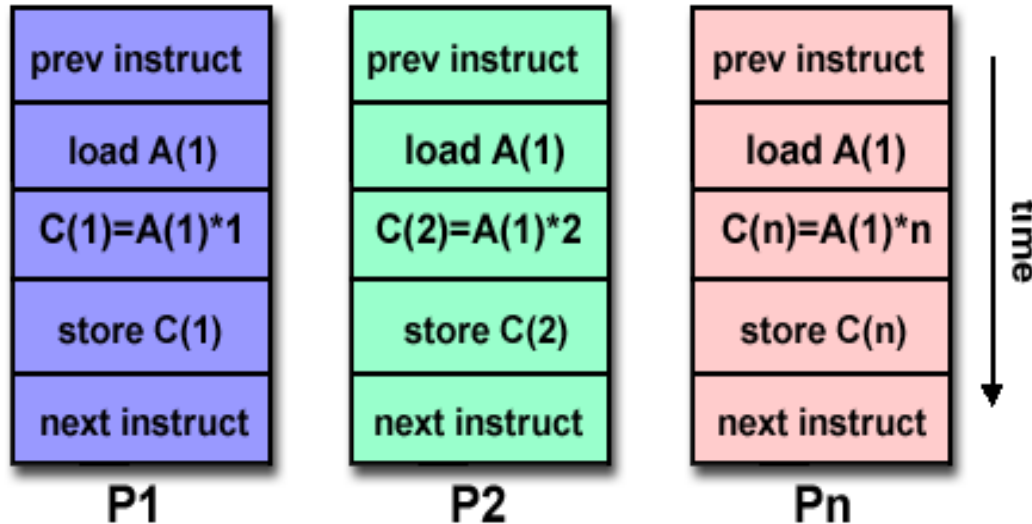 prev instruct
load A(1)
C(1)=A(1)*1
store C(1)
next instruct
P1
prev instruct
load A(1)
C(2)=A(1)*2
store C(2)
next instruct
P2
prev instruct
load A(1)
C(n)=A(1)*n
store C(n)
next instruct
Pn
time